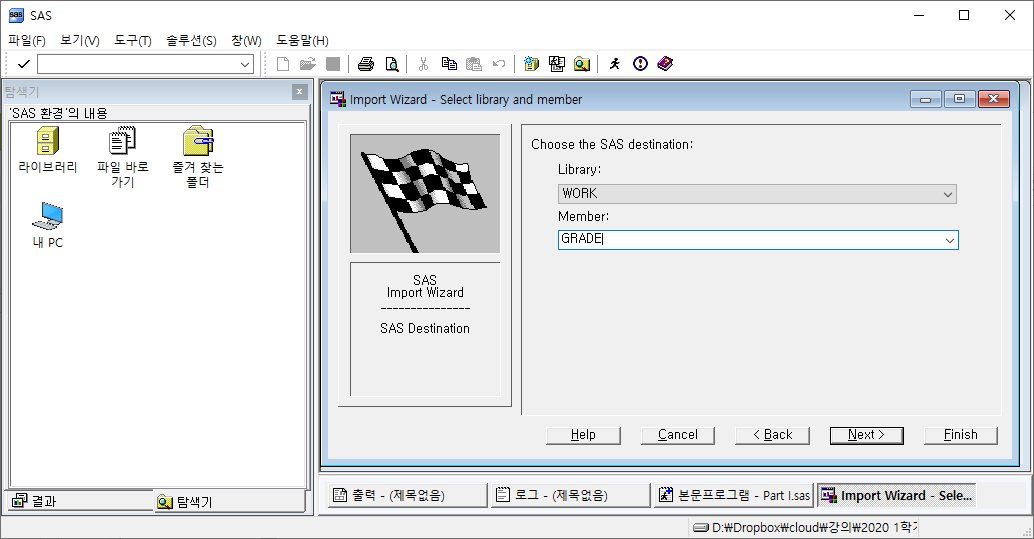 SAS
파일(F) 보기(V) 도구(T) 솔루션(S) 창(W) 도움말(H)
탐색기
'SAS 환경'의 내용
라이브러리
파일 바로
가기
즐겨 찾는
폴더
내 PC
결과
탐색기
Import Wizard - Select library and member
SAS
Import Wizard
---------------
SAS Destination
Choose the SAS destination:
Library:
WORK
Member:
GRADE
Help
Cancel
< Back
Next >
Finish
출력 - (제목없음)
로그 - (제목없음)
본문프로그램 - Part I.sas
Import Wizard - Sele...
D:₩Dropbox₩cloud₩강의₩2020 1학기